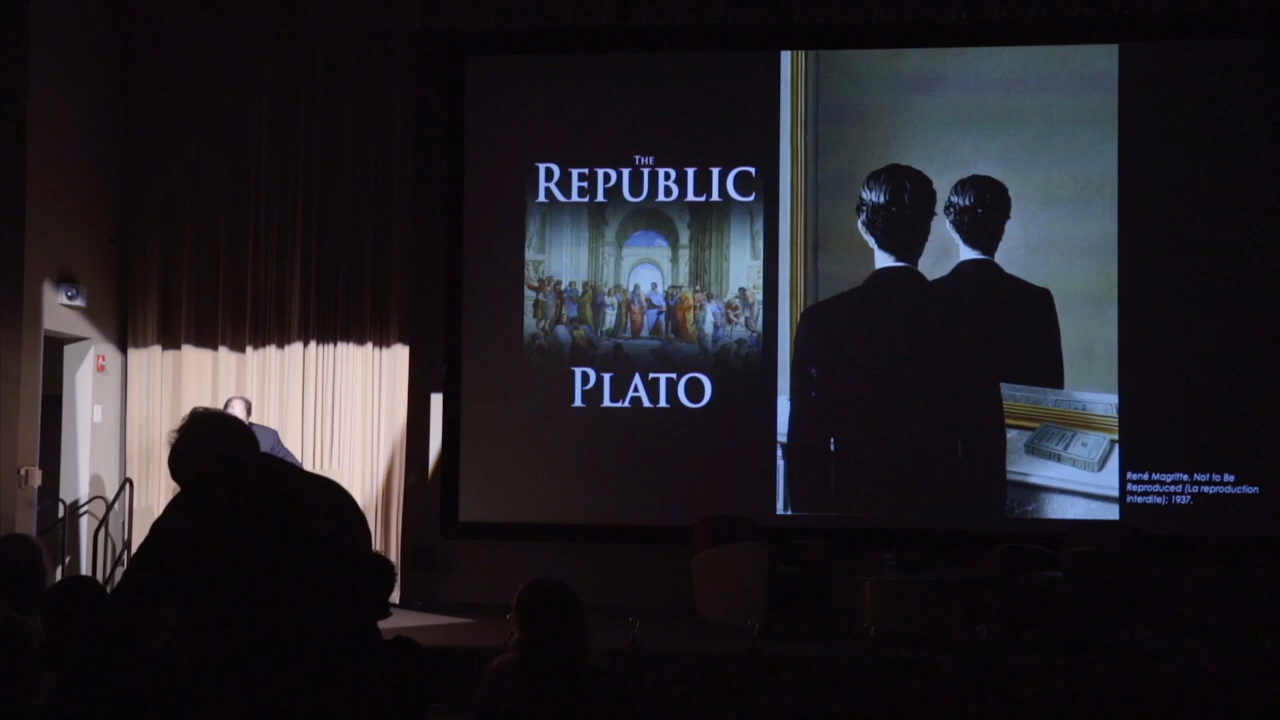 THE
REPUBLIC
PLATO
René Magritte, Not to Be
Reproduced (La reproduction
interdite); 1937.